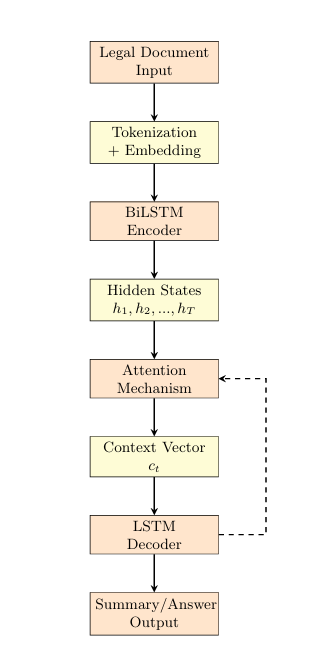 Legal Document
Input
Tokenization
+ Embedding
BiLSTM
Encoder
Hidden States
h₁, h₂, ..., h_T
Attention
Mechanism
Context Vector
cₜ
LSTM
Decoder
Summary/Answer
Output